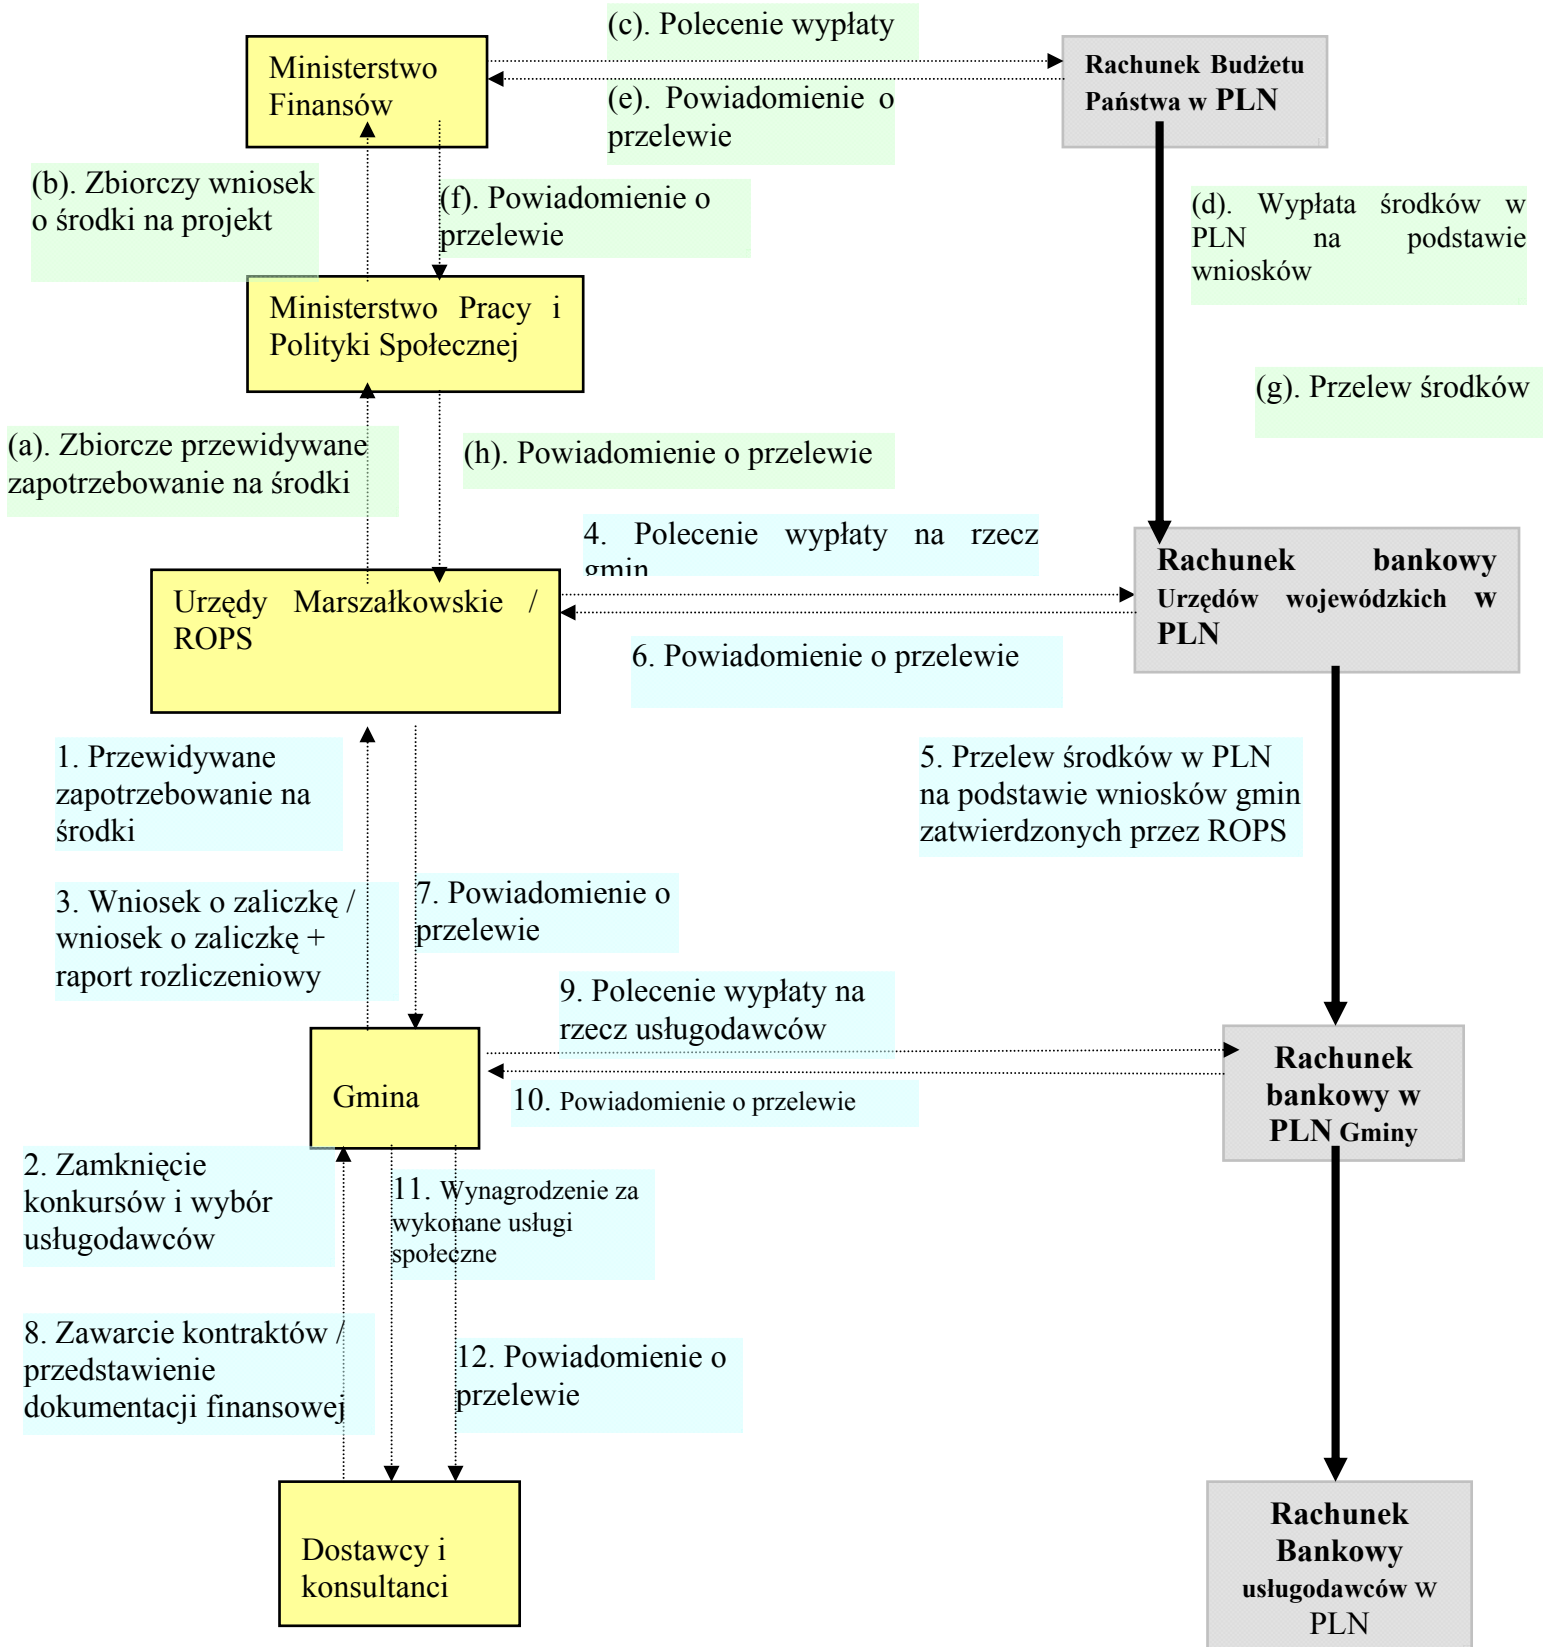 (c). Polecenie wypłaty
Ministerstwo
Finansów
Rachunek Budżetu
Państwa w PLN
(e). Powiadomienie o
przelewie
(b). Zbiorczy wniosek
o środki na projekt
(f). Powiadomienie o
przelewie
(d). Wypłata środków w
PLN na podstawie
wniosków
Ministerstwo Pracy i
Polityki Społecznej
(g). Przelew środków
(a). Zbiorcze przewidywane
zapotrzebowanie na środki
(h). Powiadomienie o przelewie
4. Polecenie wypłaty na rzecz
gmin
Rachunek bankowy
Urzędów wojewódzkich w
PLN
Urzędy Marszałkowskie /
ROPS
6. Powiadomienie o przelewie
1. Przewidywane
zapotrzebowanie na
środki
5. Przelew środków w PLN
na podstawie wniosków gmin
zatwierdzonych przez ROPS
3. Wniosek o zaliczkę /
wniosek o zaliczkę +
raport rozliczeniowy
7. Powiadomienie o
przelewie
9. Polecenie wypłaty na
rzecz usługodawców
Gmina
10. Powiadomienie o przelewie
Rachunek
bankowy w
PLN Gminy
2. Zamknięcie
konkursów i wybór
usługodawców
11. Wynagrodzenie za
wykonane usługi
społeczne
8. Zawarcie kontraktów /
przedstawienie
dokumentacji finansowej
12. Powiadomienie o
przelewie
Dostawcy i
konsultanci
Rachunek
Bankowy
usługodawców w
PLN